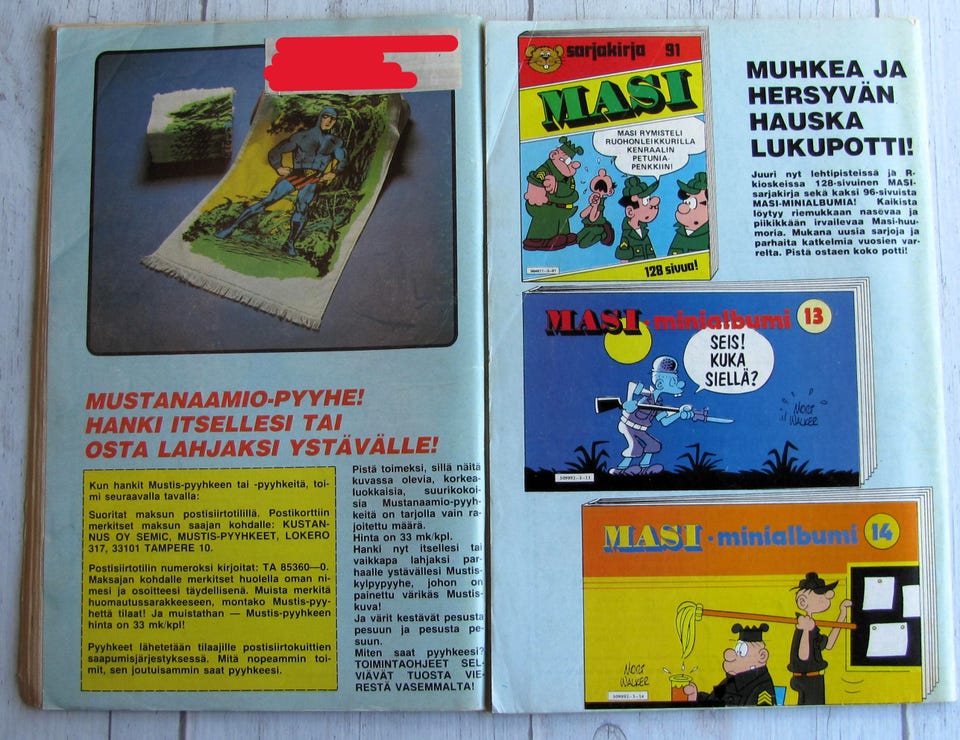 MUSTANAAMIO-PYYHE!
HANKI ITSELLESI TAI
OSTA LAHJAKSI YSTÄVÄLLE!
Kun hankit Mustis-pyyhkeen tai -pyyhkeitä, toi-
mi seuraavalla tavalla:
Suoritat maksun postisiirtotilillä. Postikorttiin
merkitset maksun saajan kohdalle: KUSTAN-
NUS OY SEMIC, MUSTIS-PYYHKEET, LOKERO
317, 33101 TAMPERE 10.
Postisiirtotilin numeroksi kirjoitat: TA 85360—0.
Maksajan kohdalle merkitset huolella oman ni-
mesi ja osoitteesi täydellisenä. Muista merkitä
huomautussarakkeeseen, montako Mustis-pyy-
hettä tilaat! Ja muistathan — Mustis-pyyhkeen
hinta on 33 mk/kpl!
Pyyhkeet lähetetään tilaajille postisiirtokuittien
saapumisjärjestyksessä. Mitä nopeammin toi-
mit, sen joutuisammin saat pyyhkeesi.
Pistä toimeksi, sillä näitä
kuvassa olevia, korkea-
luokkaisia, suurikokoi-
sia Mustanaamio-pyyh-
keitä on tarjolla vain ra-
joitettu määrä.
Hinta on 33 mk/kpl.
Hanki nyt itsellesi tai
vaikkapa lahjaksi par-
haalle ystävällesi Mustis-
kylpypyyhe, johon on
painettu värikäs Mustis-
kuva!
Ja värit kestävät pesusta
pesuun ja pesusta pe-
suun.
Miten saat pyyhkeesi?
TOIMINTAOHJEET SEL-
VIÄVÄT TUOSTA VIE-
RESTÄ VASEMMALTA!
sarjakirja 91
MASI
MASI RYMISTELI
RUOHONLEIKKURILLA
KENRAALIN
PETUNIA-
PENKKIIN!
128 sivua!
MUHKEA JA
HERSYVÄN
HAUSKA
LUKUPOTTI!
Juuri nyt lehtipisteissä ja R-
kioskeissa 128-sivuinen MASI-
sarjakirja sekä kaksi 96-sivuista
MASI-MINIALBUMIA! Kaikista
löytyy riemukkaan nasevaa ja
piikikkään irvailevaa Masi-huu-
moria. Mukana uusia sarjoja ja
parhaita katkelmia vuosien var-
relta. Pistä ostaen koko potti!
MASI-minialbumi 13
SEIS!
KUKA
SIELLÄ?
MORT
WALKER
MASI-minialbumi 14
MORT
WALKER